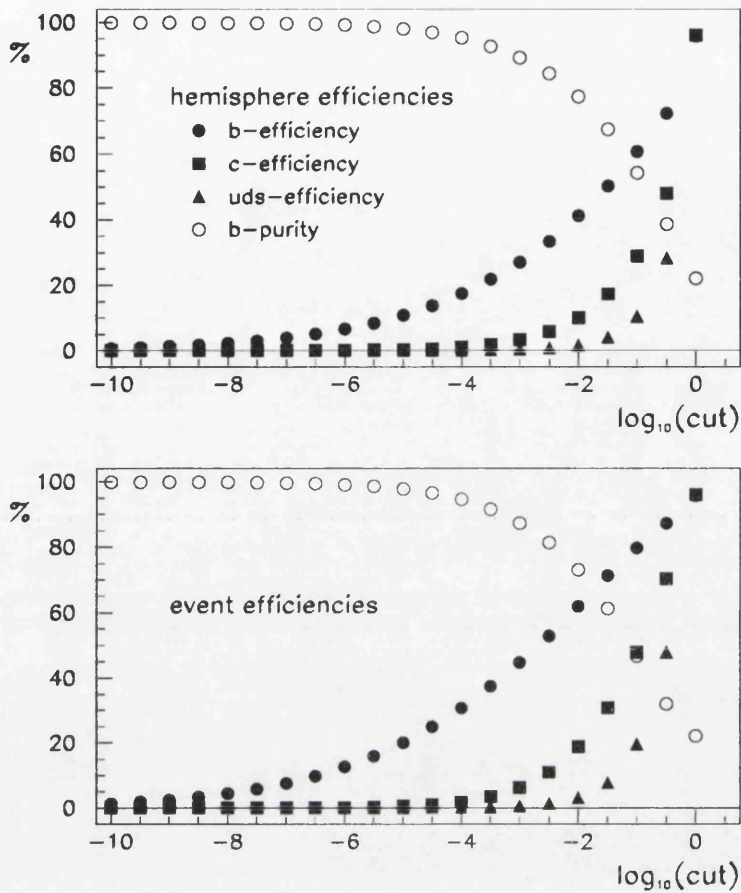 100
%
80
hemisphere efficiencies
b-efficiency
60
c-efficiency
uds-efficiency
40
b-purity
20
0
-10 -8 -6 -4 -2 0
log₁₀(cut)
100
%
80
60
event efficiencies
40
20
0
-10 -8 -6 -4 -2 0
log₁₀(cut)